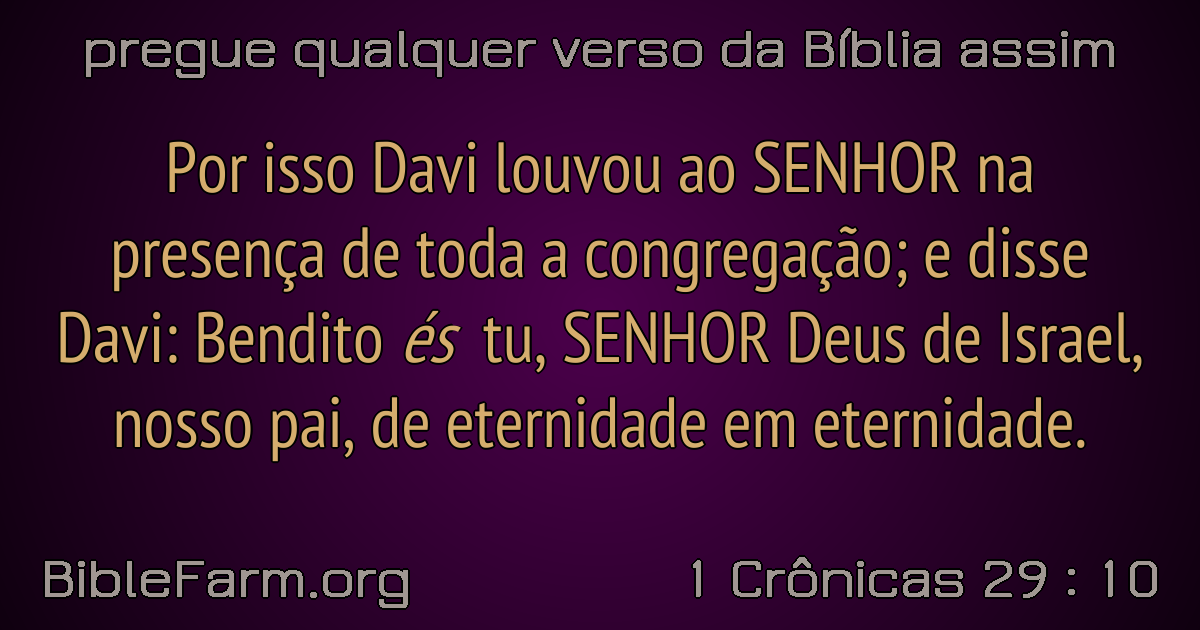 pregue qualquer verso da Bíblia assim
Por isso Davi louvou ao SENHOR na
presença de toda a congregação; e disse
Davi: Bendito és tu, SENHOR Deus de Israel,
nosso pai, de eternidade em eternidade.
BibleFarm.org
1 Crônicas 29 : 10